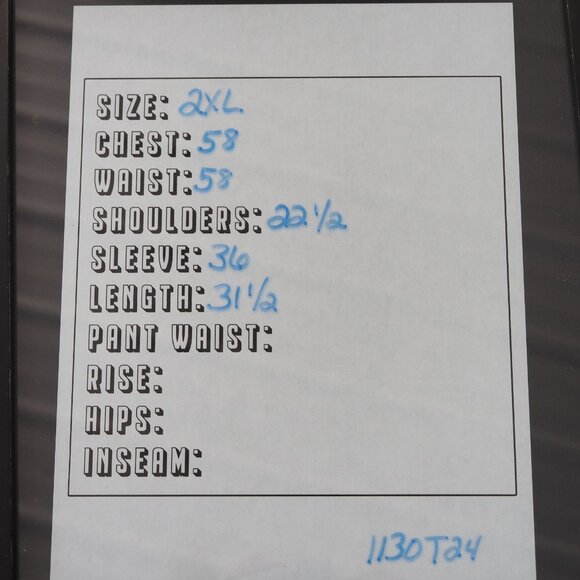 SIZE: 2XL
CHEST: 58
WAIST: 58
SHOULDERS: 22 1/2
SLEEVE: 36
LENGTH: 31 1/2
PANT WAIST:
RISE:
HIPS:
INSEAM:
1130T24